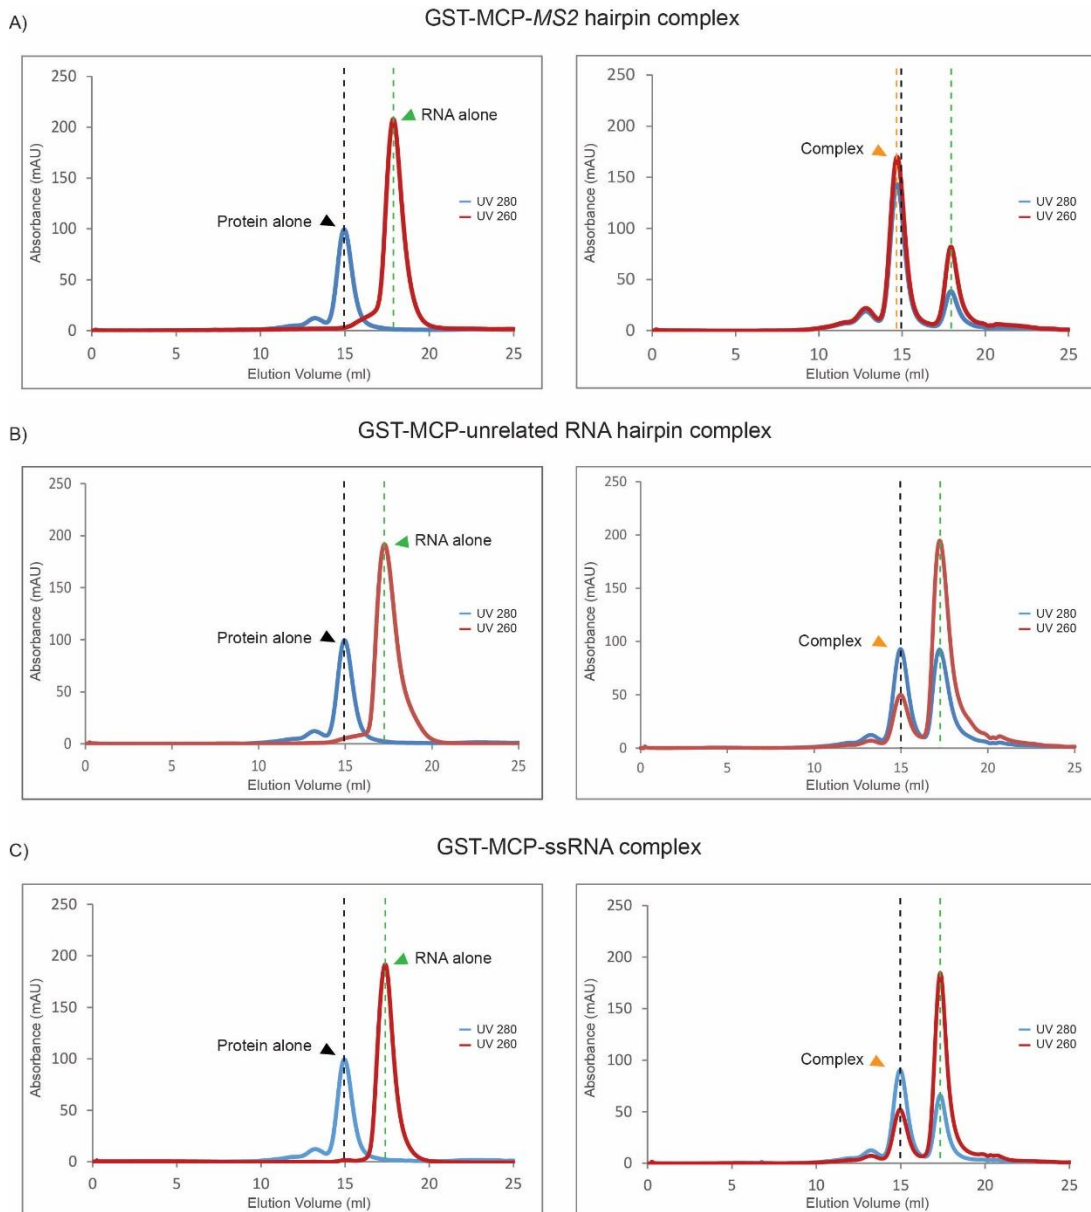 A)
GST-MCP-MS2 hairpin complex
250
200
150
100
50
0
Absorbance (mAU)
RNA alone
Protein alone
UV 280
UV 260
0 5 10 15 20 25
Elution Volume (ml)
250
200
150
100
50
0
Absorbance (mAU)
Complex
UV 280
UV 260
0 5 10 15 20 25
Elution Volume (ml)
B)
GST-MCP-unrelated RNA hairpin complex
250
200
150
100
50
0
Absorbance (mAU)
RNA alone
Protein alone
UV 280
UV 260
0 5 10 15 20 25
Elution Volume (ml)
250
200
150
100
50
0
Absorbance (mAU)
Complex
UV 280
UV 260
0 5 10 15 20 25
Elution Volume (ml)
C)
GST-MCP-ssRNA complex
250
200
150
100
50
0
Absorbance (mAU)
RNA alone
Protein alone
UV 280
UV 260
0 5 10 15 20 25
Elution Volume (ml)
250
200
150
100
50
0
Absorbance (mAU)
Complex
UV 280
UV 260
0 5 10 15 20 25
Elution Volume (ml)